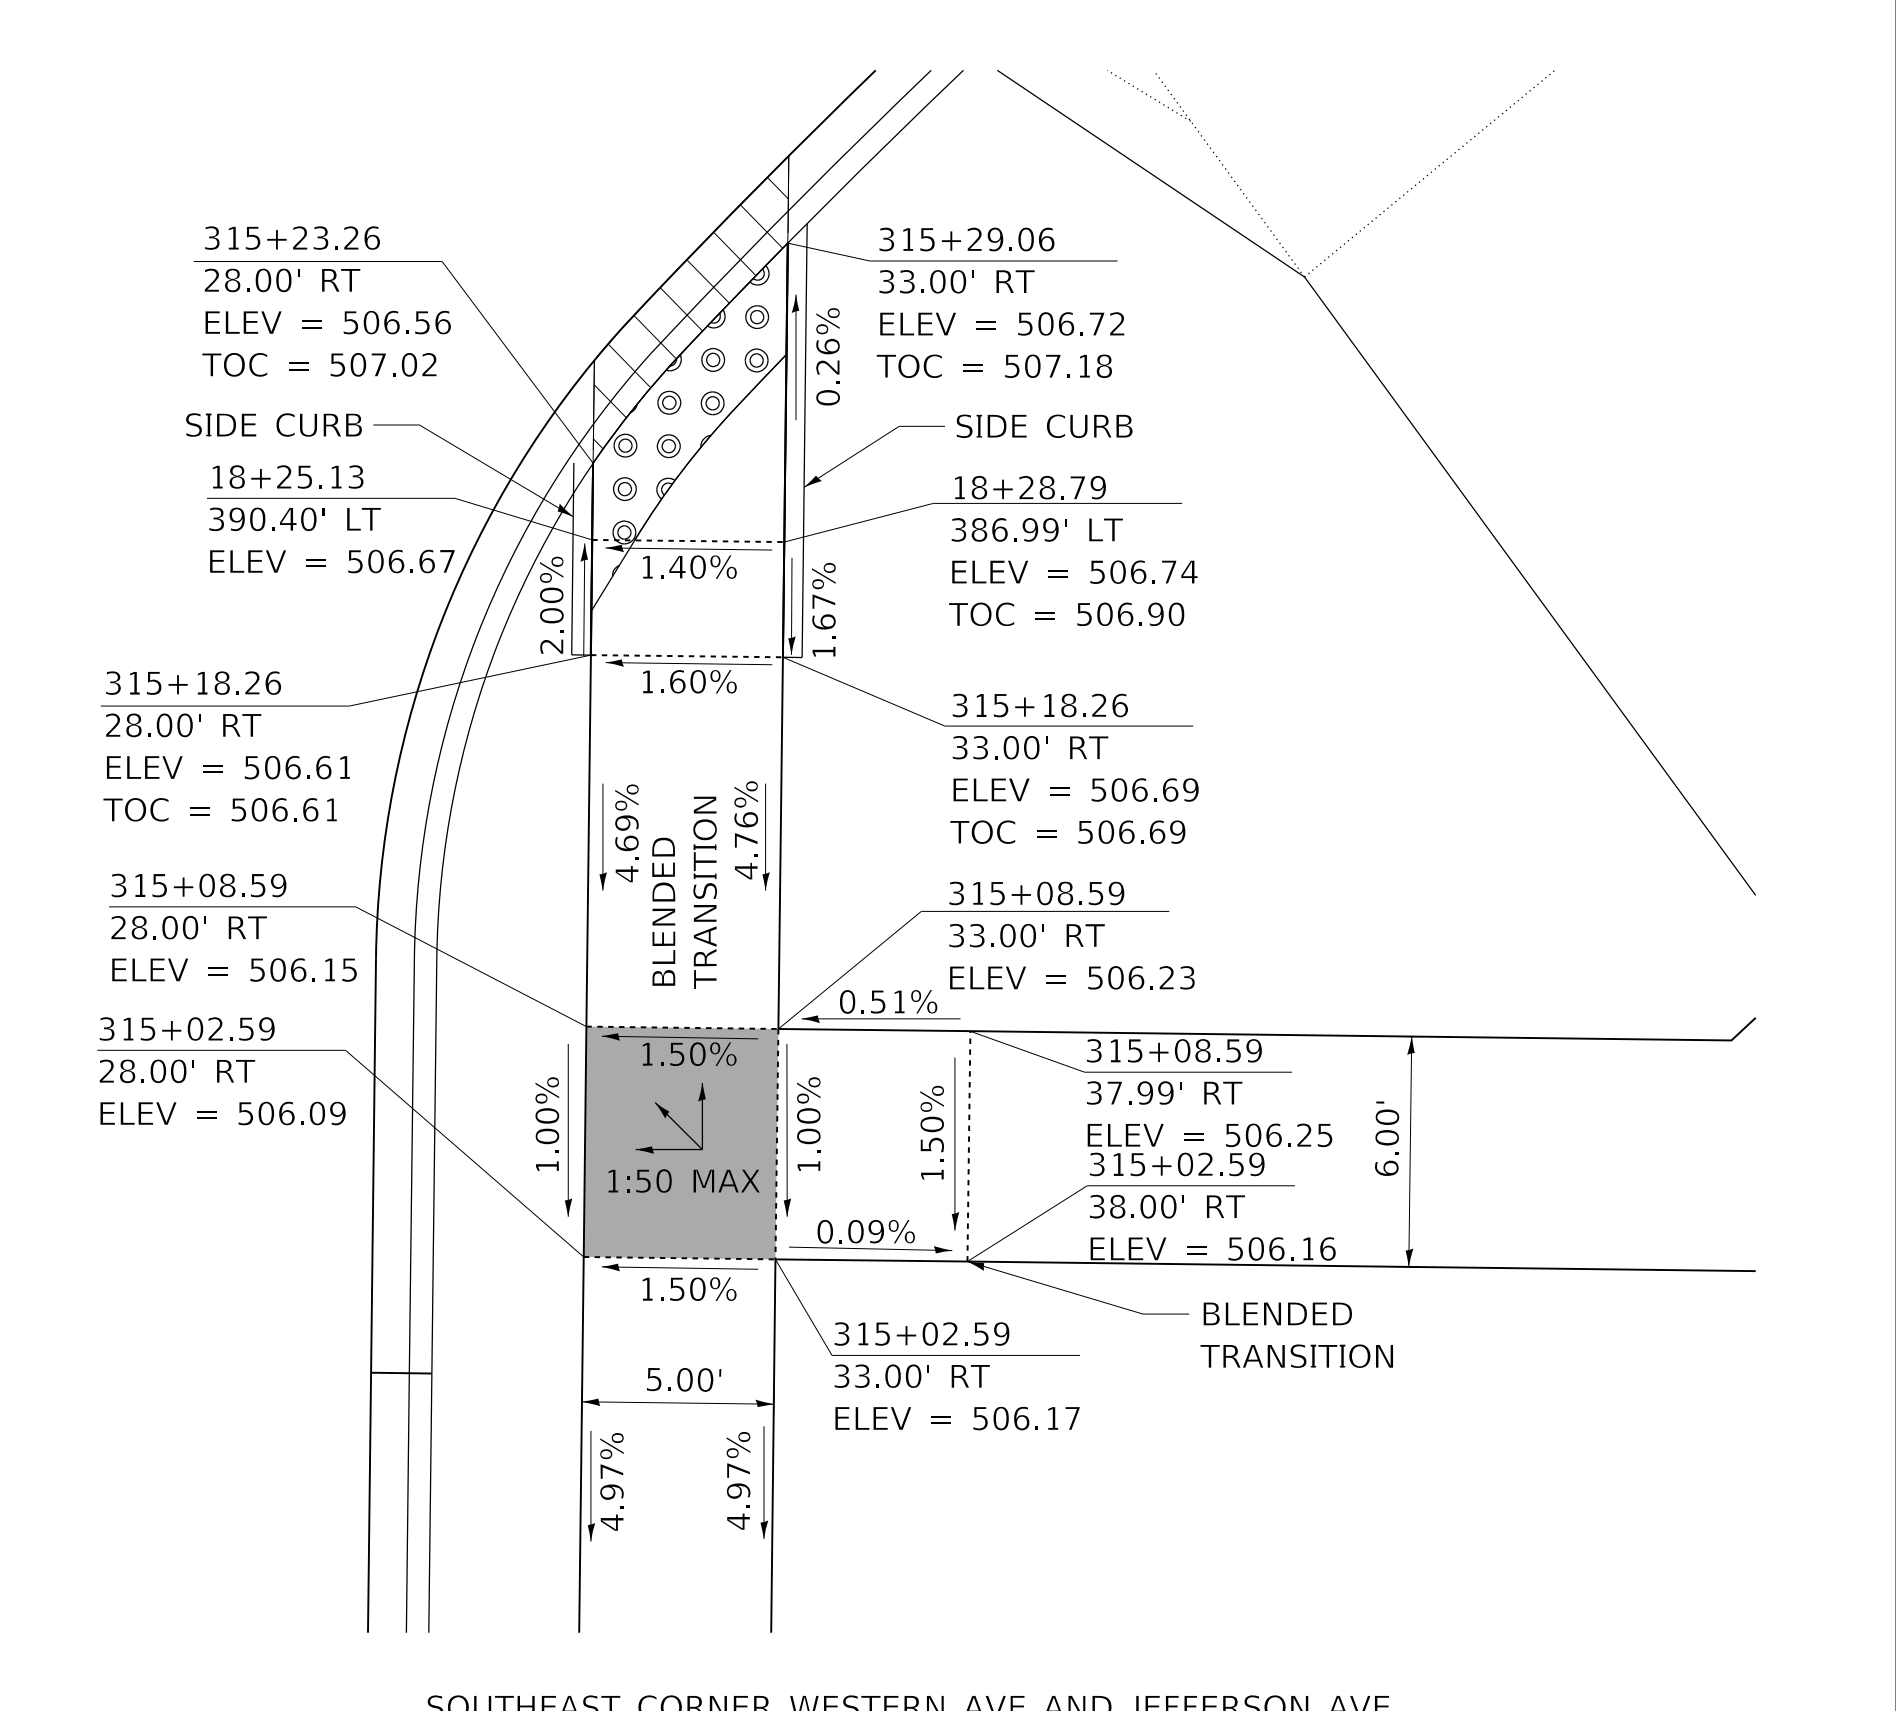 315+23.26
28.00' RT
ELEV = 506.56
TOC = 507.02
315+29.06
33.00' RT
ELEV = 506.72
TOC = 507.18
0.26%
SIDE CURB
SIDE CURB
18+25.13
390.40' LT
ELEV = 506.67
18+28.79
386.99' LT
ELEV = 506.74
TOC = 506.90
1.40%
2.00%
1.67%
1.60%
315+18.26
28.00' RT
ELEV = 506.61
TOC = 506.61
315+18.26
33.00' RT
ELEV = 506.69
TOC = 506.69
4.69%
BLENDED
TRANSITION
4.76%
315+08.59
28.00' RT
ELEV = 506.15
315+08.59
33.00' RT
ELEV = 506.23
0.51%
315+02.59
28.00' RT
ELEV = 506.09
1.50%
1.00%
1:50 MAX
1.00%
1.50%
315+08.59
37.99' RT
ELEV = 506.25
315+02.59
38.00' RT
ELEV = 506.16
6.00'
0.09%
1.50%
BLENDED
TRANSITION
315+02.59
33.00' RT
ELEV = 506.17
5.00'
4.97%
4.97%
SOUTHEAST CORNER WESTERN AVE AND JEFFERSON AVE